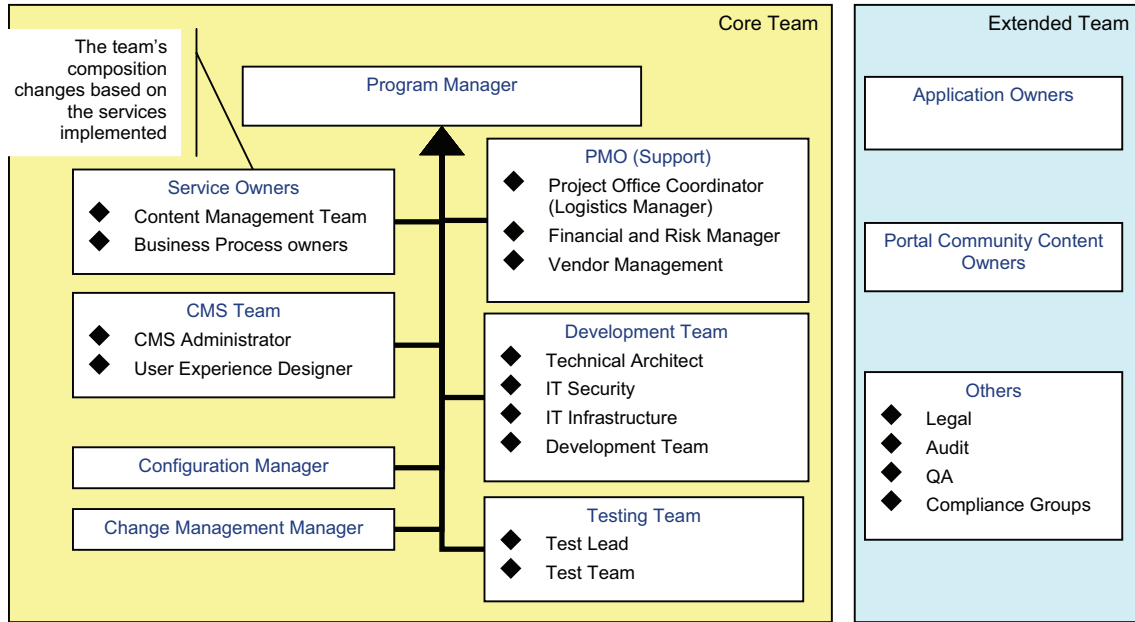 Core Team
The team's
composition
changes based on
the services
implemented
Program Manager
Service Owners
Content Management Team
Business Process owners
CMS Team
CMS Administrator
User Experience Designer
Configuration Manager
Change Management Manager
PMO (Support)
Project Office Coordinator
(Logistics Manager)
Financial and Risk Manager
Vendor Management
Development Team
Technical Architect
IT Security
IT Infrastructure
Development Team
Testing Team
Test Lead
Test Team
Extended Team
Application Owners
Portal Community Content
Owners
Others
Legal
Audit
QA
Compliance Groups